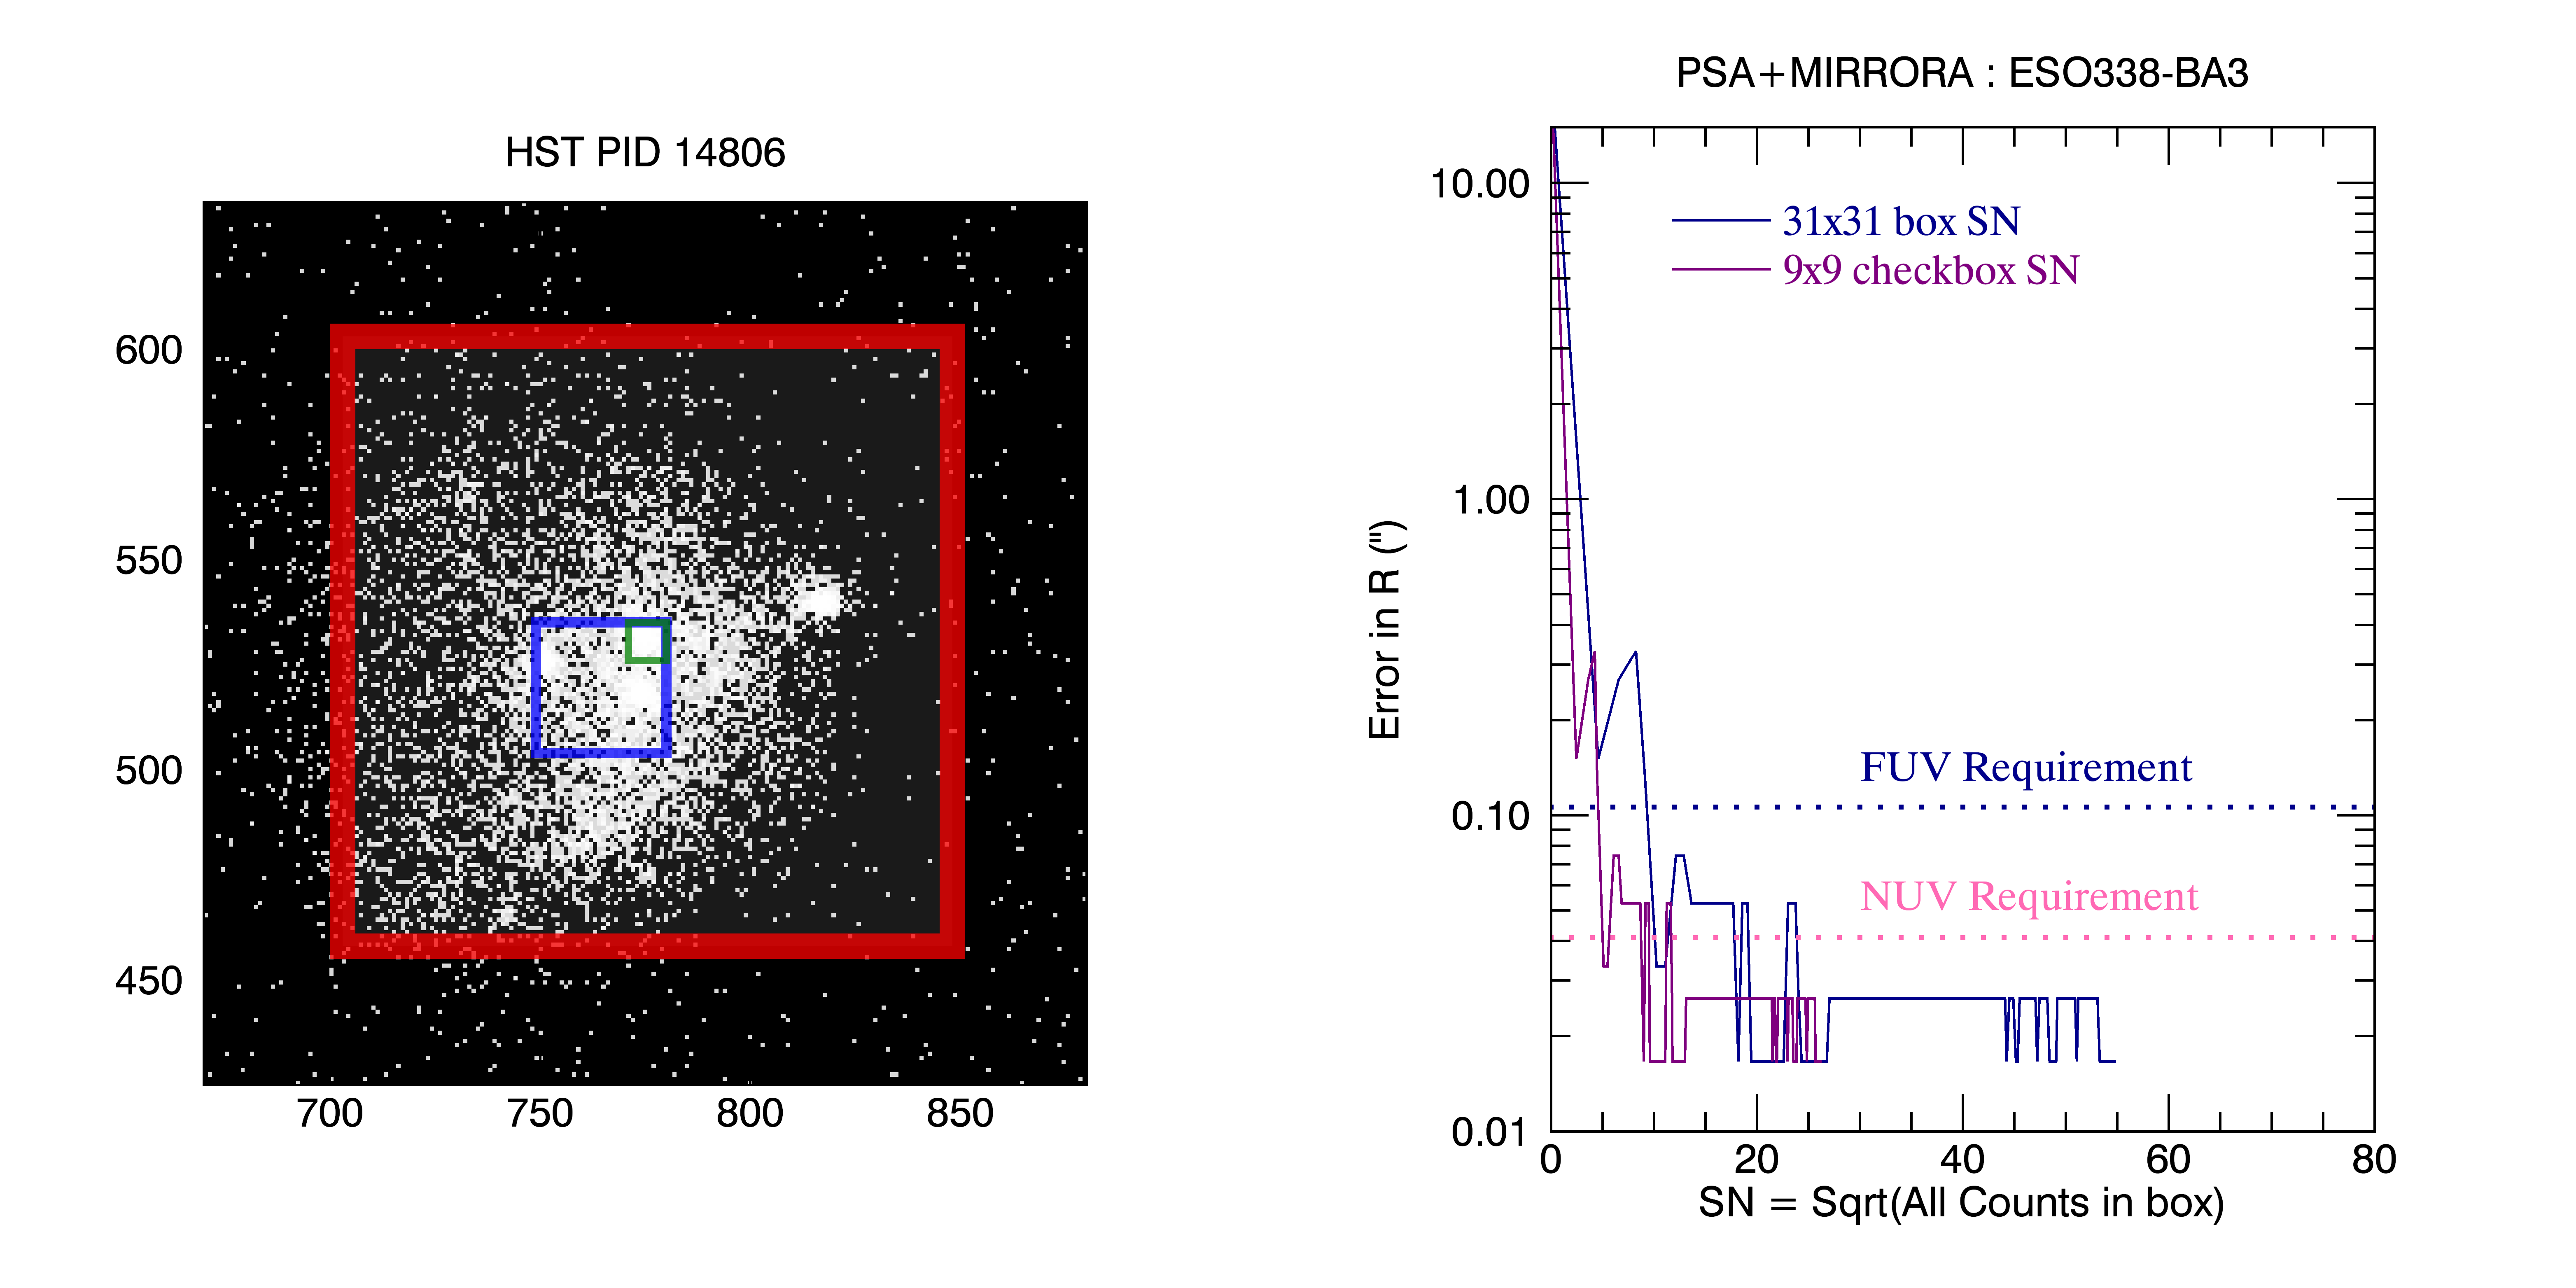 HST PID 14806
600
550
500
450
700 750 800 850
PSA+MIRRORA : ESO338-BA3
Error in R (")
10.00
1.00
0.10
0.01
31x31 box SN
9x9 checkbox SN
FUV Requirement
NUV Requirement
0 20 40 60 80
SN = Sqrt(All Counts in box)